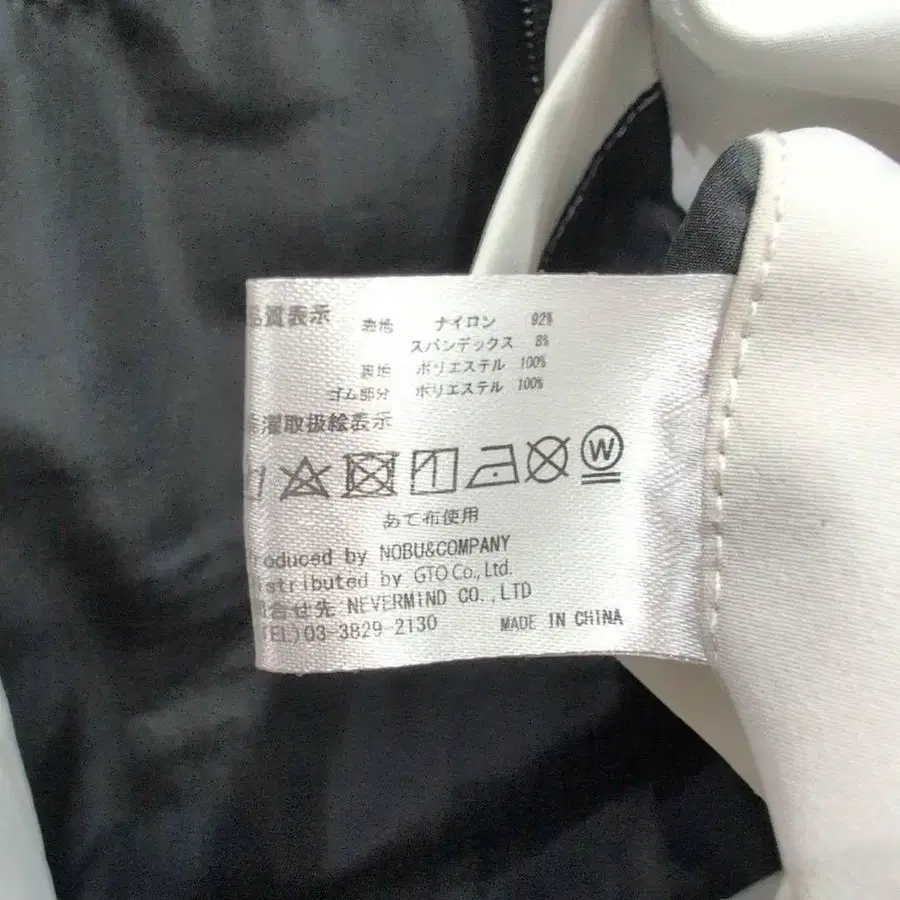 品質表示 表地 ナイロン 92%
スパンデックス 8%
裏地 ポリエステル 100%
ゴム部分 ポリエステル 100%
濯取扱絵表示
W
あて布使用
oduced by NOBU&COMPANY
istributed by GTO Co., Ltd.
合せ先 NEVERMIND CO.,LTD
TEL)03-3829-2130 MADE IN CHINA